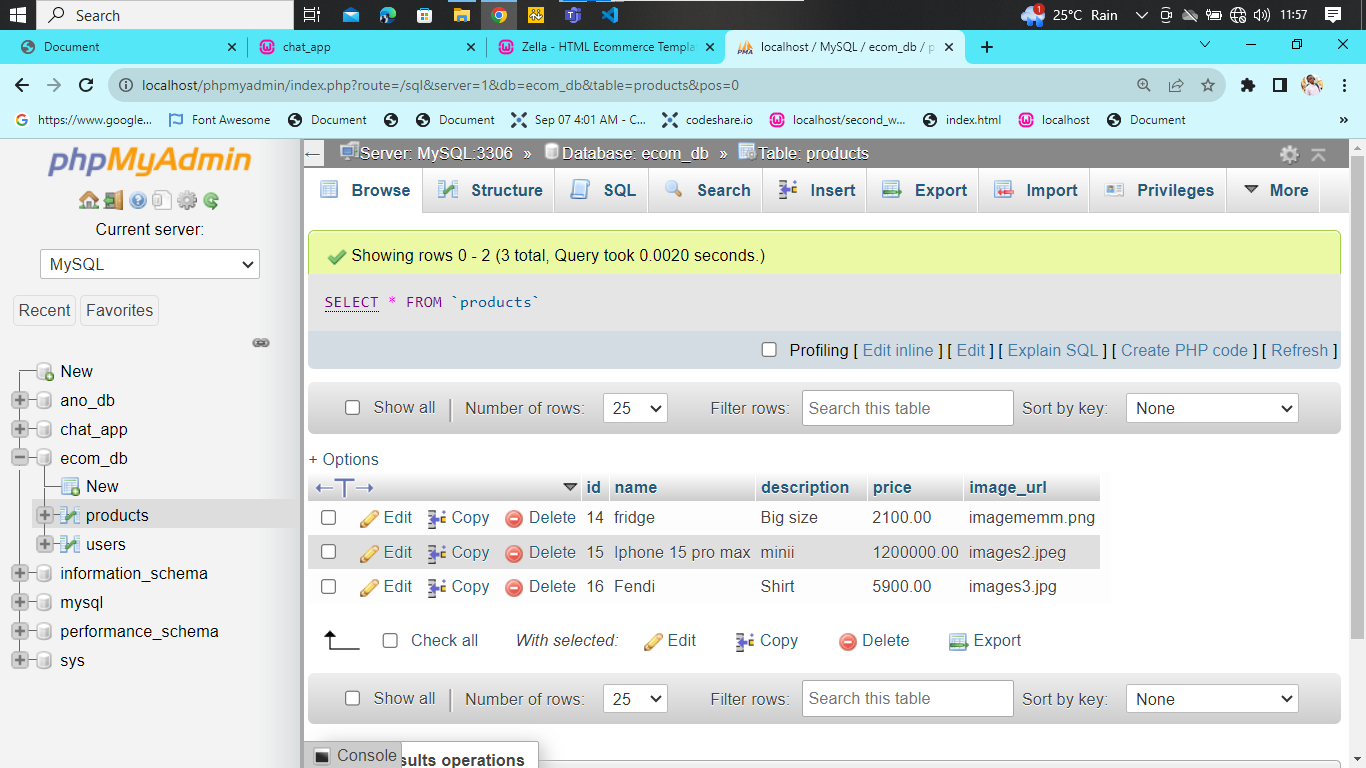 Search
1
25°C Rain
11:57
Document
chat_app
Zella - HTML Ecommerce Templa
localhost / MySQL / ecom_db / p
localhost/phpmyadmin/index.php?route=/sql&server=1&db=ecom_db&table=products&pos=0
https://www.google...
Font Awesome
Document
Document
Sep 07 4:01 AM - C...
codeshare.io
localhost/second_w...
index.html
localhost
Document
»
phpMyAdmin
Current server:
MySQL
Recent
Favorites
New
ano_db
chat_app
ecom_db
New
products
users
information_schema
mysql
performance_schema
sys
Server: MySQL:3306 » Database: ecom_db » Table: products
Browse Structure SQL Search Insert Export Import Privileges More
Showing rows 0 - 2 (3 total, Query took 0.0020 seconds.)
SELECT * FROM `products`
Profiling [ Edit inline ] [ Edit ] [ Explain SQL ] [ Create PHP code ] [ Refresh ]
Show all Number of rows: 25 Filter rows: Search this table Sort by key: None
+ Options
id name description price image_url
Edit Copy Delete 14 fridge Big size 2100.00 imagememm.png
Edit Copy Delete 15 Iphone 15 pro max minii 1200000.00 images2.jpeg
Edit Copy Delete 16 Fendi Shirt 5900.00 images3.jpg
Check all With selected: Edit Copy Delete Export
Show all Number of rows: 25 Filter rows: Search this table Sort by key: None
Console
sults operations